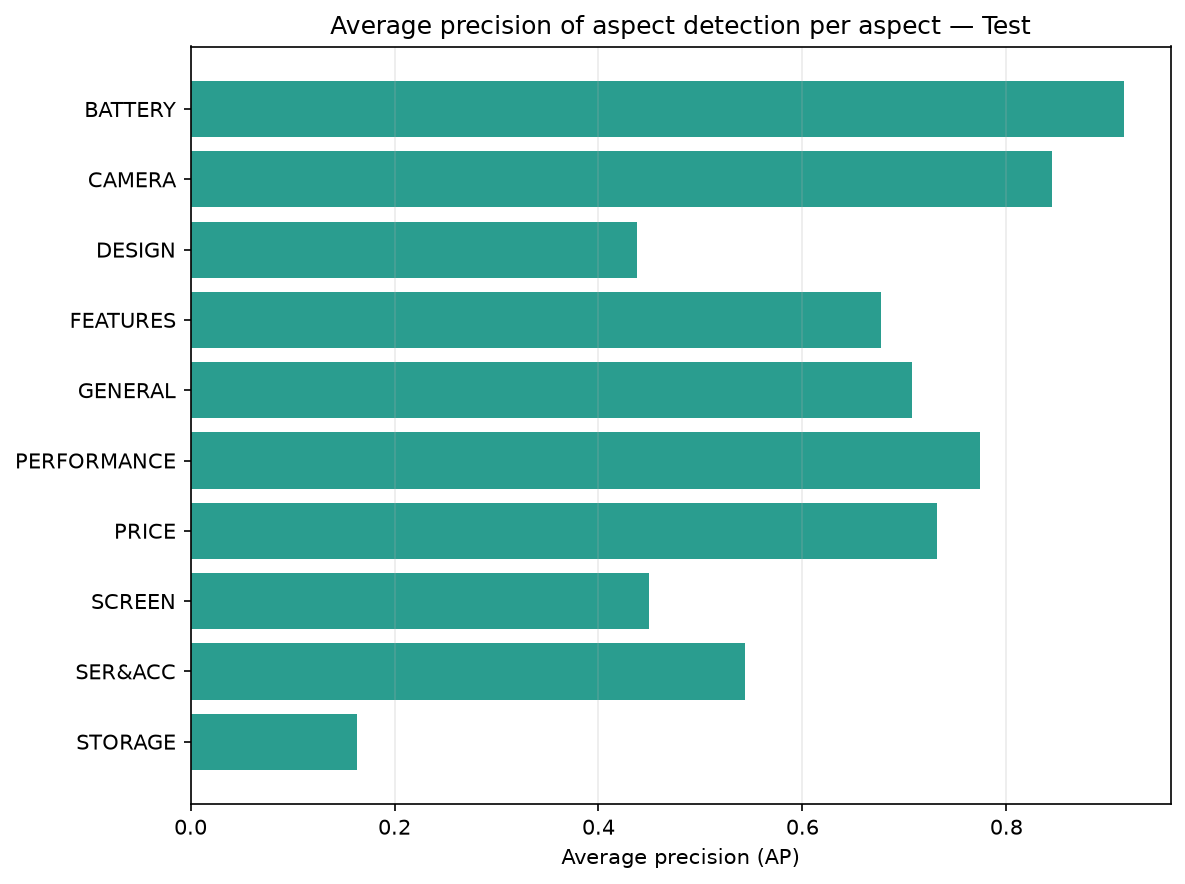 Average precision of aspect detection per aspect — Test
BATTERY
CAMERA
DESIGN
FEATURES
GENERAL
PERFORMANCE
PRICE
SCREEN
SER&ACC
STORAGE
0.0 0.2 0.4 0.6 0.8
Average precision (AP)